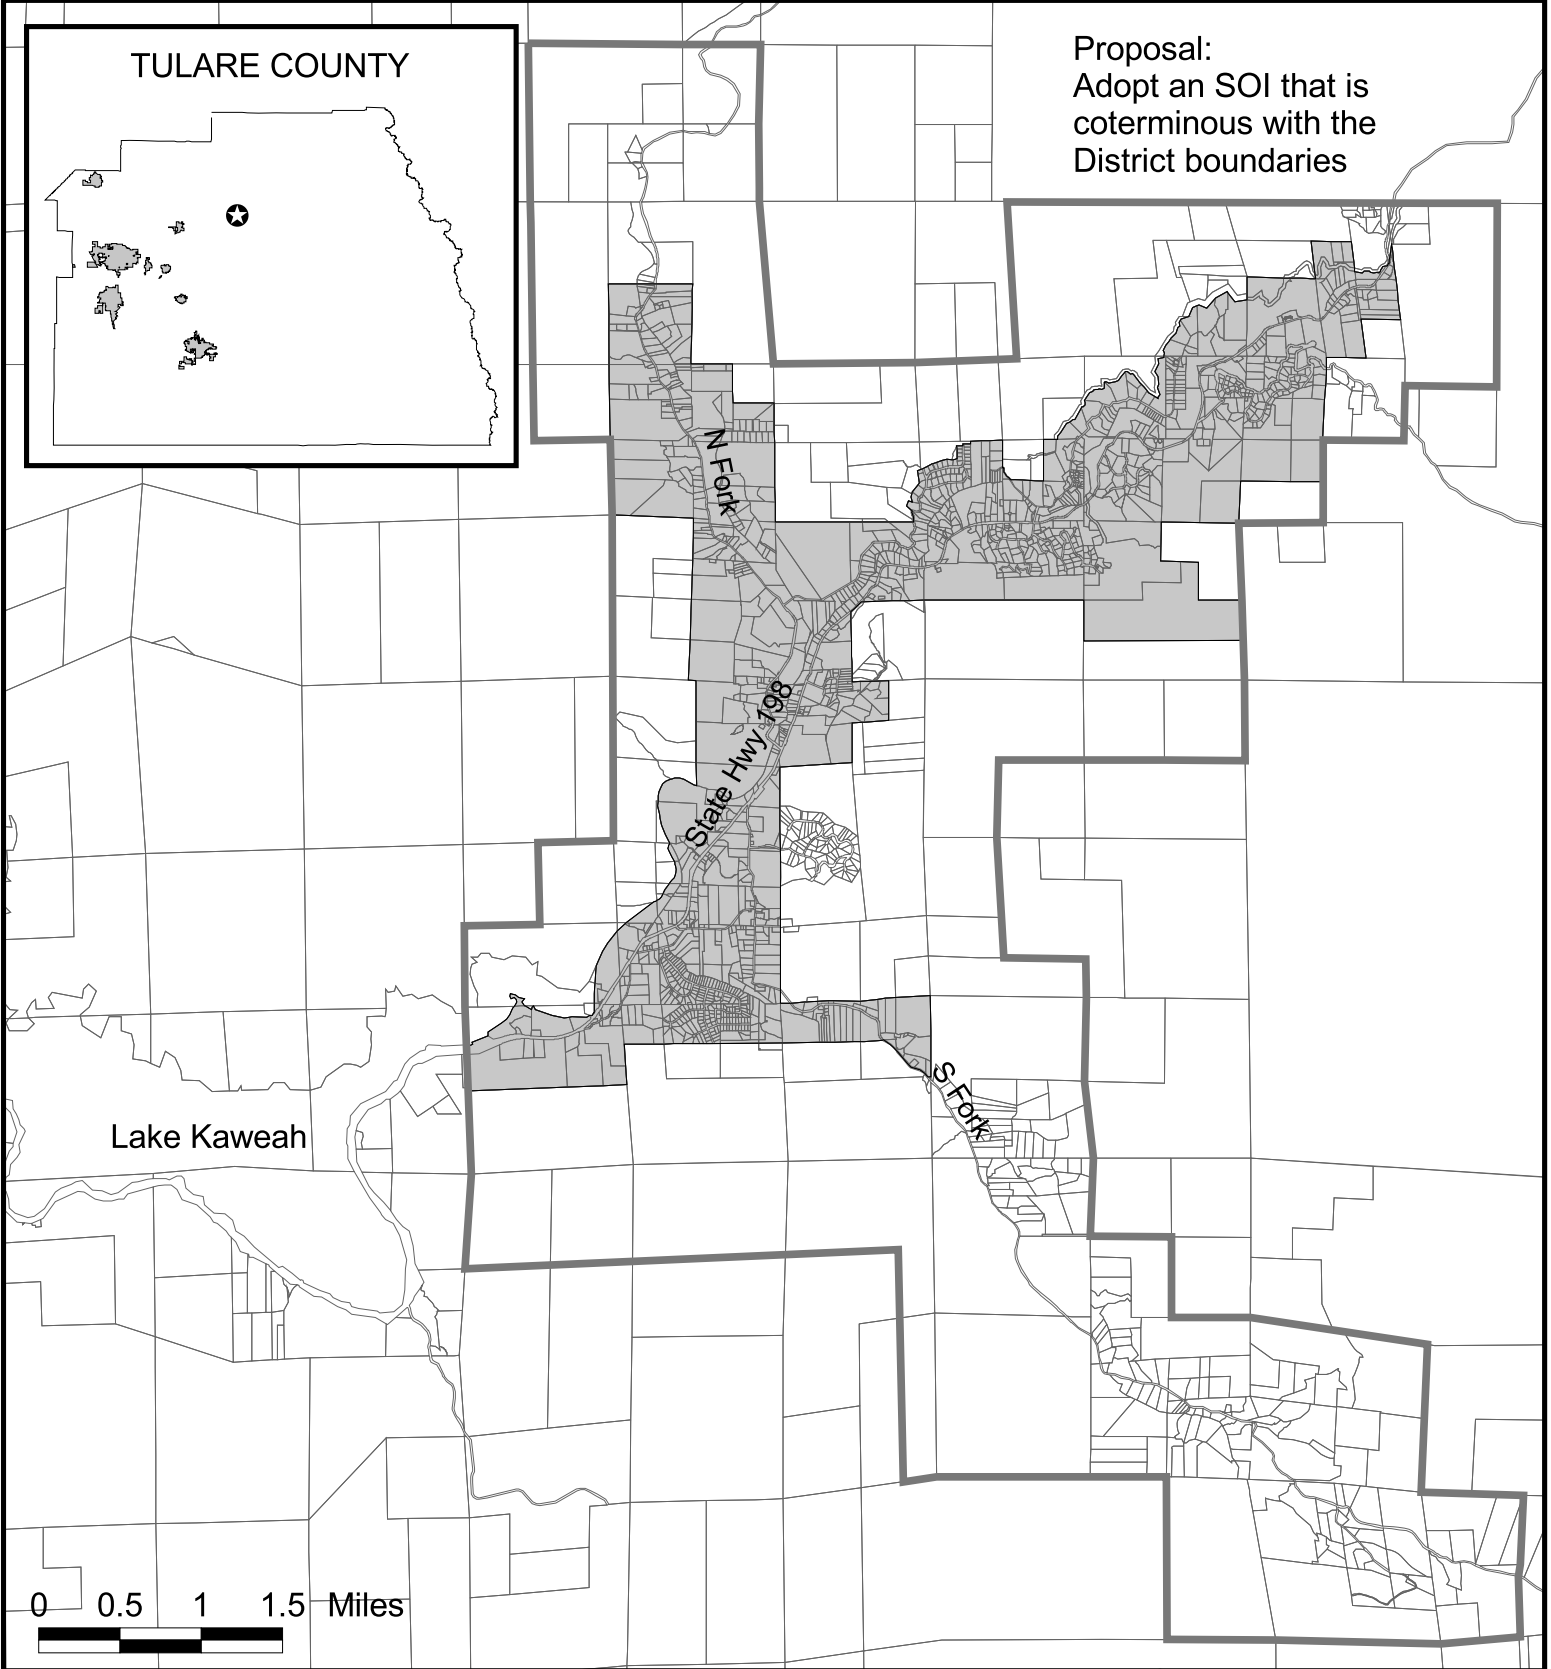 TULARE COUNTY
Proposal:
Adopt an SOI that is
coterminous with the
District boundaries
N Fork
State Hwy 198
S Fork
Lake Kaweah
0 0.5 1 1.5 Miles